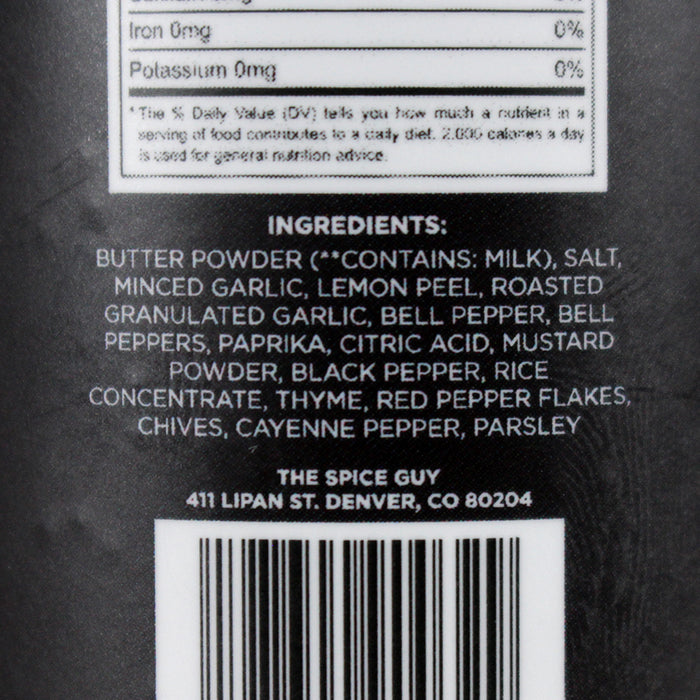 Iron 0mg 0%
Potassium 0mg 0%
*The % Daily Value (DV) tells you how much a nutrient in a
serving of food contributes to a daily diet. 2,000 calories a day
is used for general nutrition advice.
INGREDIENTS:
BUTTER POWDER (**CONTAINS: MILK), SALT,
MINCED GARLIC, LEMON PEEL, ROASTED
GRANULATED GARLIC, BELL PEPPER, BELL
PEPPERS, PAPRIKA, CITRIC ACID, MUSTARD
POWDER, BLACK PEPPER, RICE
CONCENTRATE, THYME, RED PEPPER FLAKES,
CHIVES, CAYENNE PEPPER, PARSLEY
THE SPICE GUY
411 LIPAN ST. DENVER, CO 80204